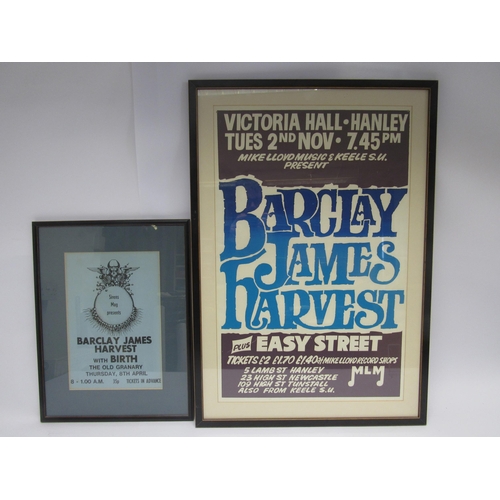 VICTORIA HALL • HANLEY
TUES 2ND NOV • 7.45PM
MIKE LLOYD MUSIC & KEELE S.U.
PRESENT
BARCLAY
JAMES
HARVEST
PLUS EASY STREET
TICKETS £2 £1.70 £1.40 MIKE LLOYD RECORD SHOPS
5 LAMB ST HANLEY
23 HIGH ST NEWCASTLE
109 HIGH ST TUNSTALL
ALSO FROM KEELE S.U.
MLM
presents
BARCLAY JAMES
HARVEST
WITH BIRTH
THE OLD GRANARY
THURSDAY, 6TH APRIL
8 - 1.00 A.M. TICKETS IN ADVANCE